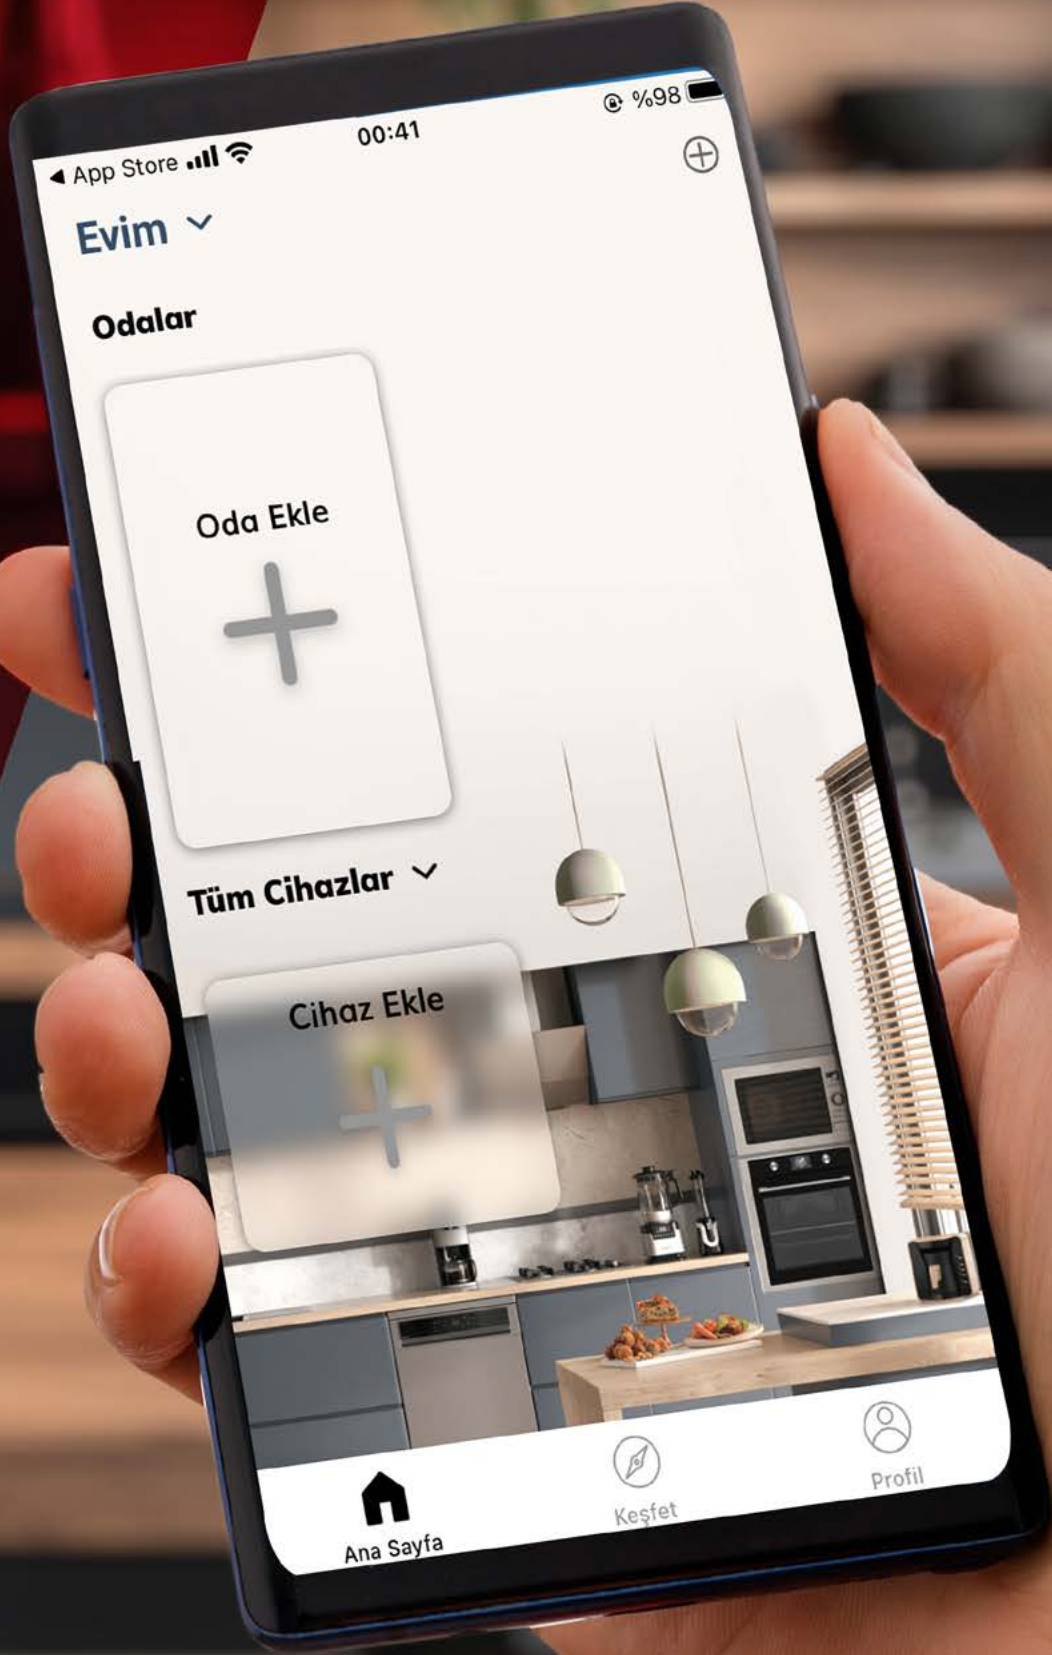 ◀ App Store
00:41
%98
Evim
Odalar
Oda Ekle
Tüm Cihazlar
Cihaz Ekle
Ana Sayfa
Keşfet
Profil